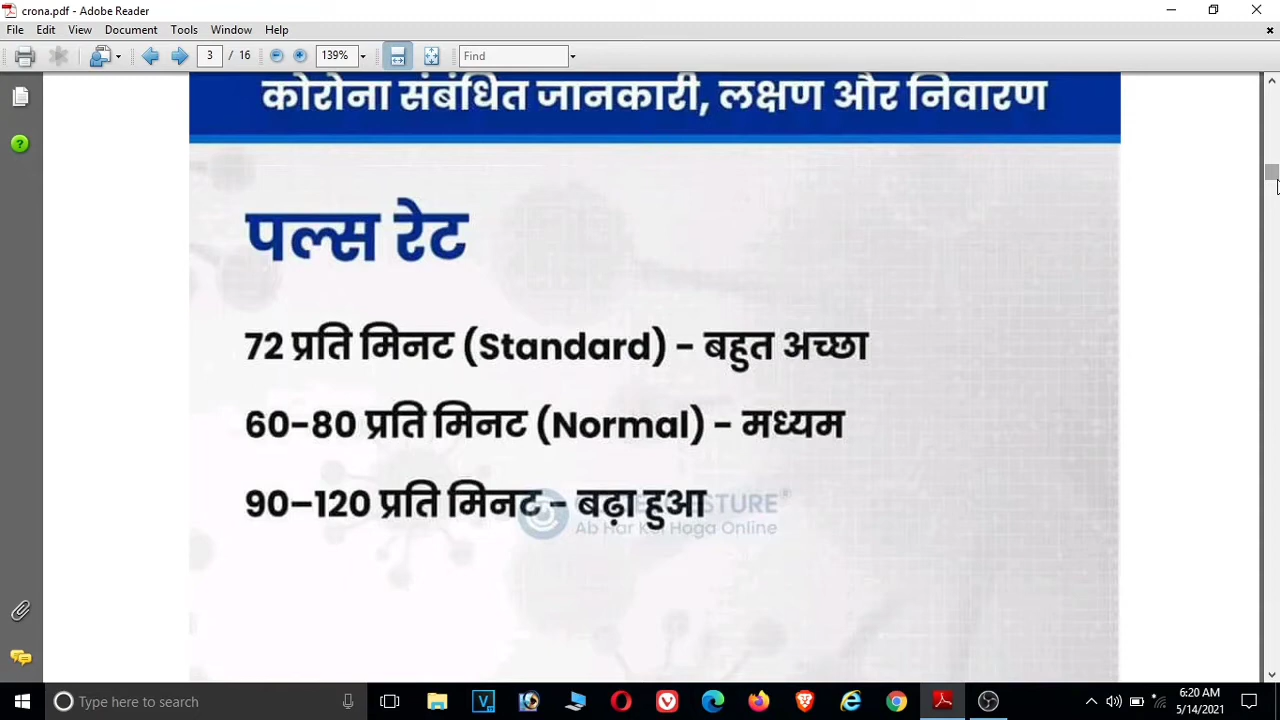 crona.pdf - Adobe Reader
File Edit View Document Tools Window Help
3 / 16 139% Find
कोरोना संबंधित जानकारी, लक्षण और निवारण
पल्स रेट
72 प्रति मिनट (Standard) - बहुत अच्छा
60-80 प्रति मिनट (Normal) - मध्यम
90–120 प्रति मिनट - बढ़ा हुआ
ESTURE®
Ab Har Koi Hoga Online
Type here to search
6:20 AM
5/14/2021